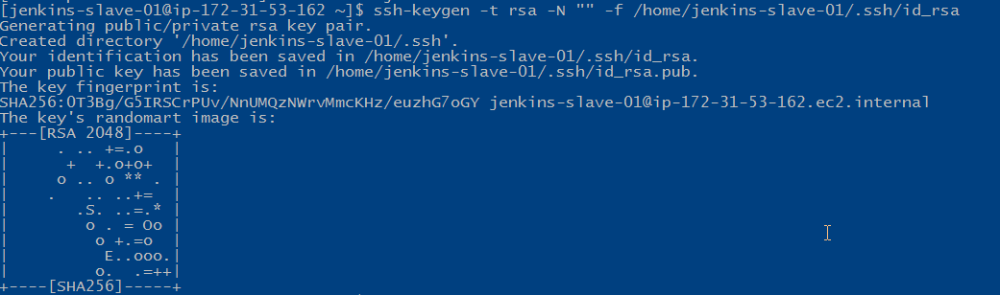 [jenkins-slave-01@ip-172-31-53-162 ~]$ ssh-keygen -t rsa -N "" -f /home/jenkins-slave-01/.ssh/id_rsa
Generating public/private rsa key pair.
Created directory '/home/jenkins-slave-01/.ssh'.
Your identification has been saved in /home/jenkins-slave-01/.ssh/id_rsa.
Your public key has been saved in /home/jenkins-slave-01/.ssh/id_rsa.pub.
The key fingerprint is:
SHA256:OT3Bg/G5IRSCrPUv/NnUMQzNWrvMmcKHz/euzhG7oGY jenkins-slave-01@ip-172-31-53-162.ec2.internal
The key's randomart image is:
+---[RSA 2048]----+
|     . .. +=.o   |
|      +  +.o+o+  |
|     o .. o ** . |
|    .   .. ..+=  |
|       .S. ..=.* |
|        o . = Oo |
|         o +.=o  |
|          E..ooo.|
|         o.  .=++|
+----[SHA256]-----+